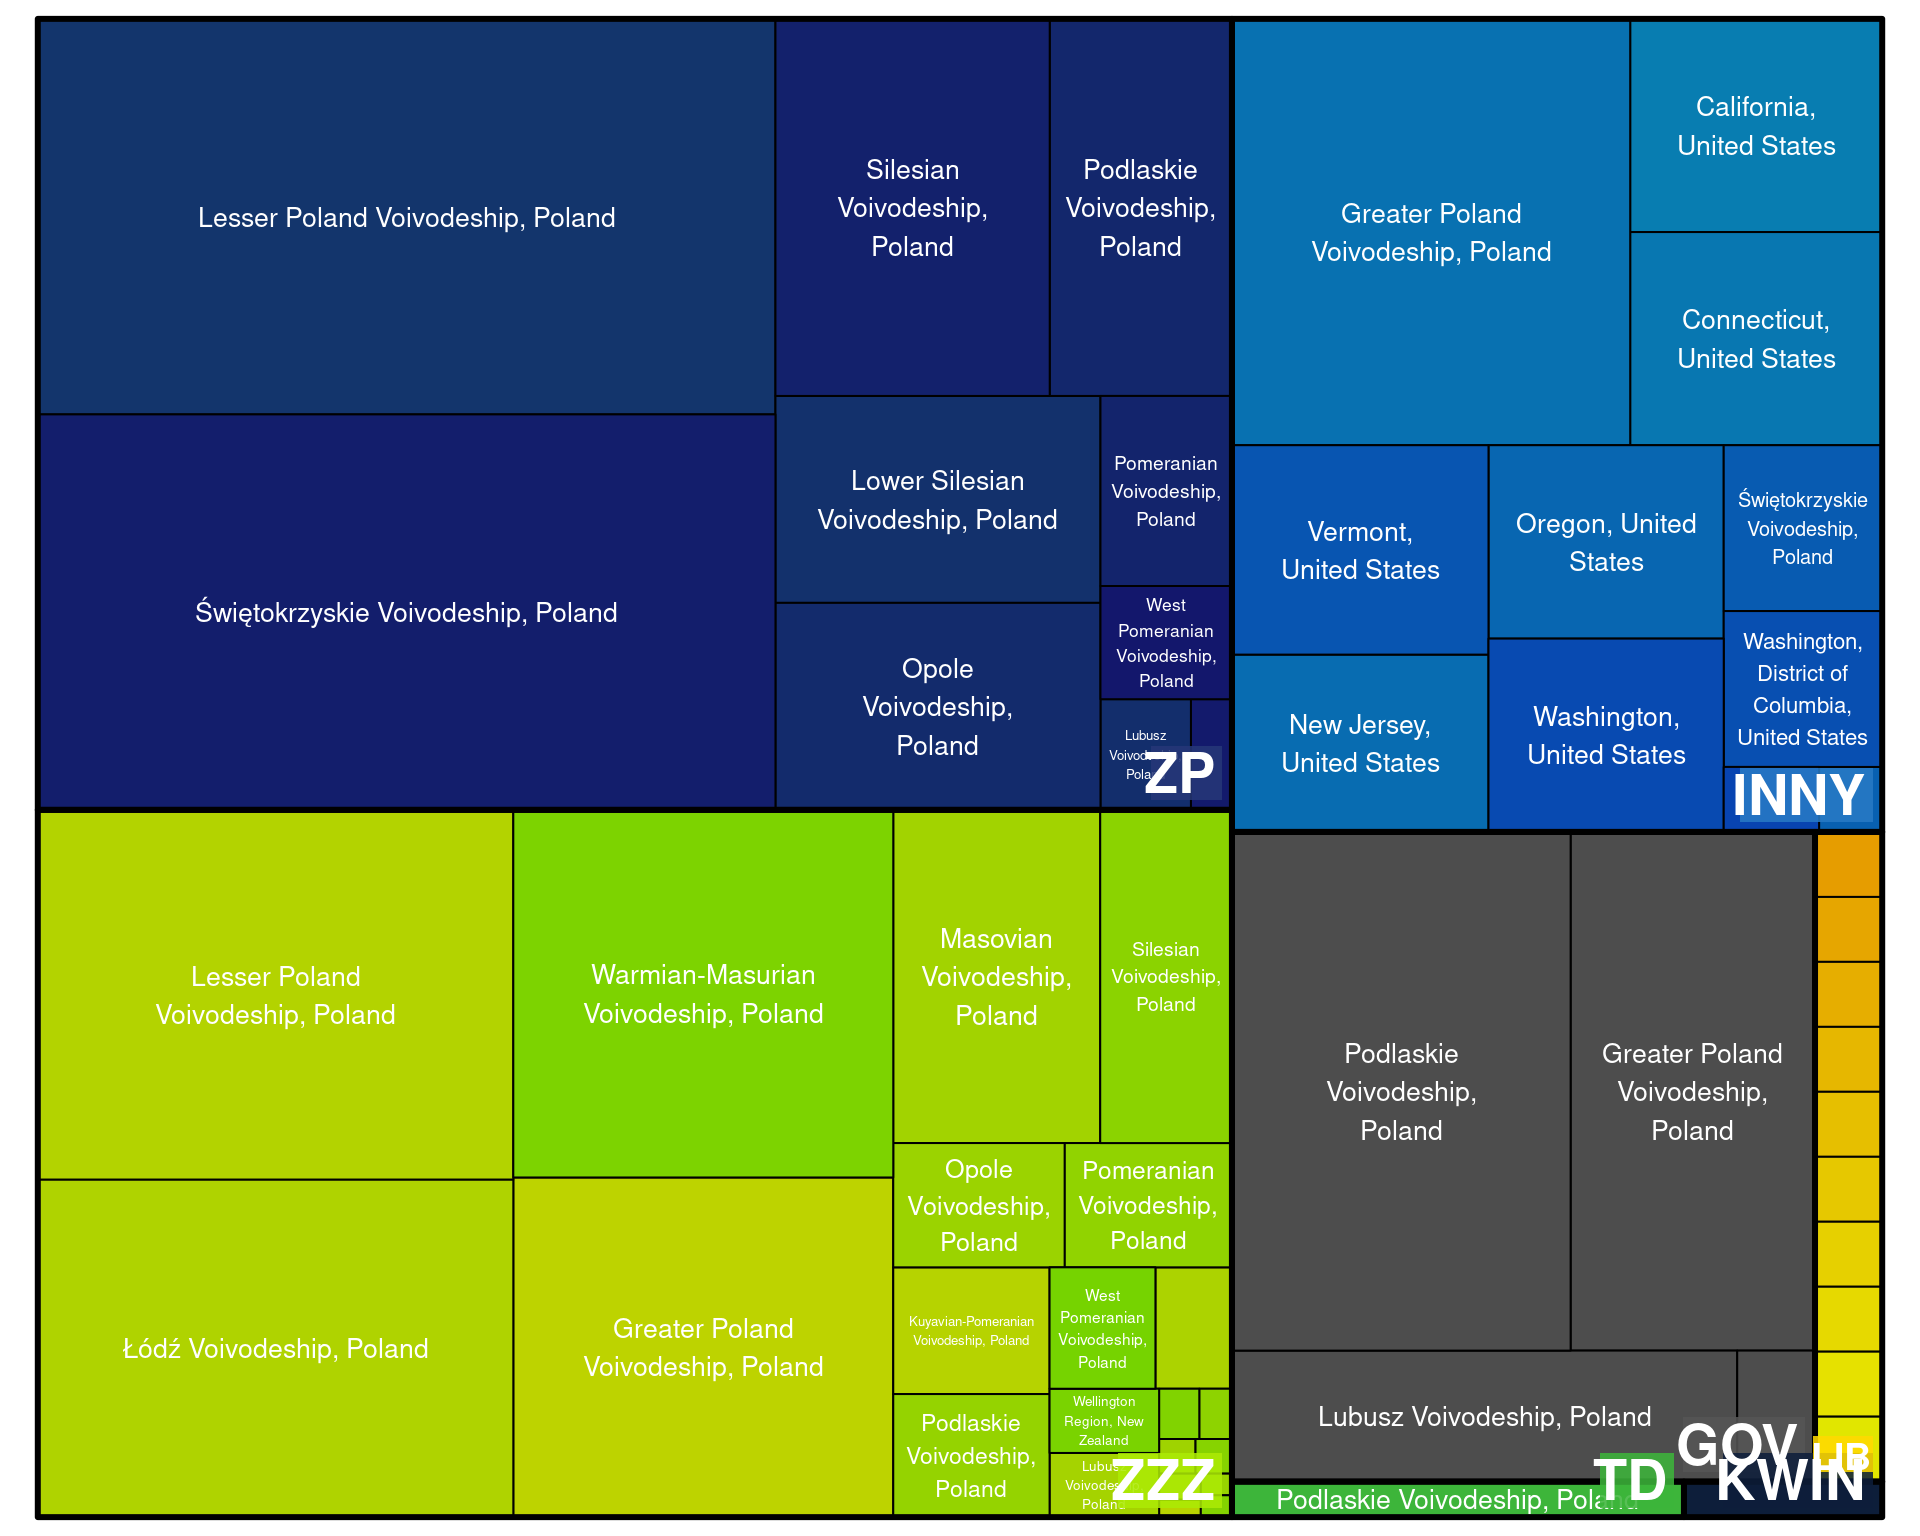 Lesser Poland Voivodeship, Poland
Silesian
Voivodeship,
Poland
Podlaskie
Voivodeship,
Poland
Świętokrzyskie Voivodeship, Poland
Lower Silesian
Voivodeship, Poland
Pomeranian
Voivodeship,
Poland
Opole
Voivodeship,
Poland
West
Pomeranian
Voivodeship,
Poland
Lubusz
ZP
Greater Poland
Voivodeship, Poland
California,
United States
Connecticut,
United States
Vermont,
United States
Oregon, United
States
Świętokrzyskie
Voivodeship,
Poland
New Jersey,
United States
Washington,
United States
Washington,
District of
Columbia,
United States
INNY
Lesser Poland
Voivodeship, Poland
Warmian-Masurian
Voivodeship, Poland
Masovian
Voivodeship,
Poland
Silesian
Voivodeship,
Poland
Łódź Voivodeship, Poland
Greater Poland
Voivodeship, Poland
Opole
Voivodeship,
Poland
Pomeranian
Voivodeship,
Poland
Kuyavian-Pomeranian
Voivodeship, Poland
West
Pomeranian
Voivodeship,
Poland
Podlaskie
Voivodeship,
Poland
Wellington
Region, New
Zealand
ZZZ
Podlaskie
Voivodeship,
Poland
Greater Poland
Voivodeship,
Poland
Lubusz Voivodeship, Poland
GOV
LIB
TD
KWIN
Podlaskie Voivodeship, Poland